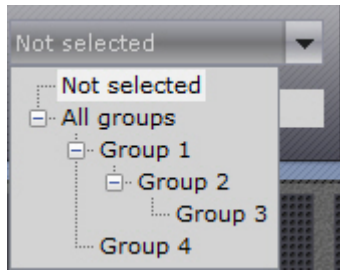 Not selected
Not selected
All groups
Group 1
Group 2
Group 3
Group 4